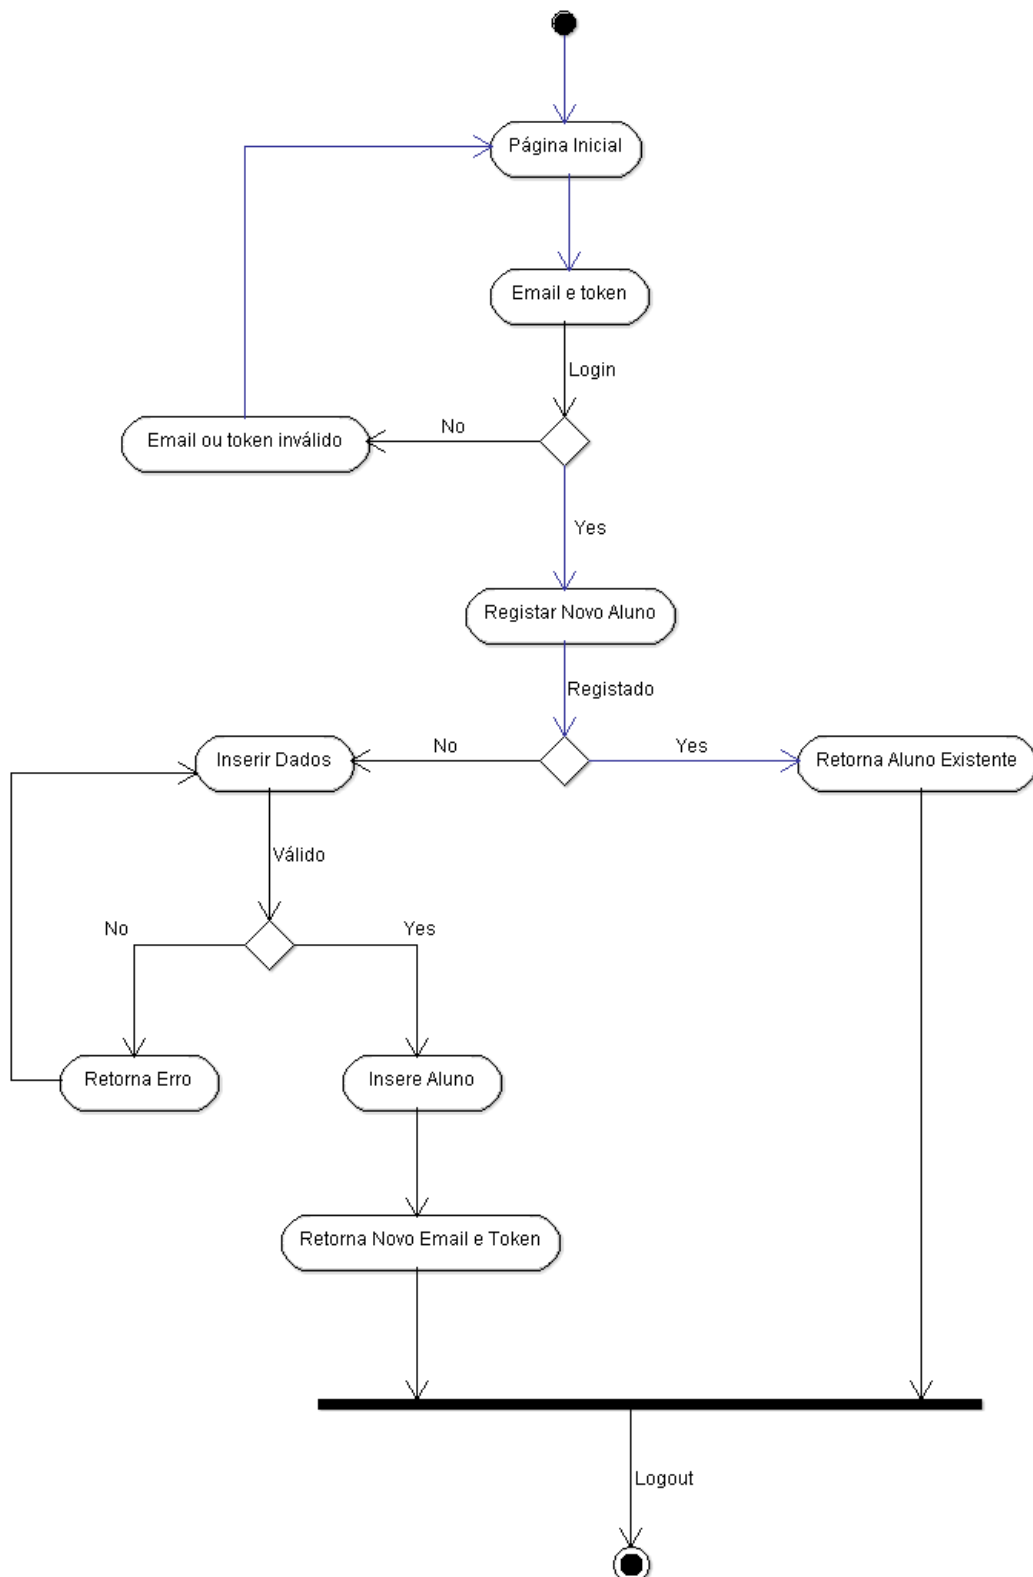 Página Inicial
Email e token
Login
No
Email ou token inválido
Yes
Registar Novo Aluno
Registado
Inserir Dados
No
Yes
Retorna Aluno Existente
Válido
No
Yes
Retorna Erro
Insere Aluno
Retorna Novo Email e Token
Logout